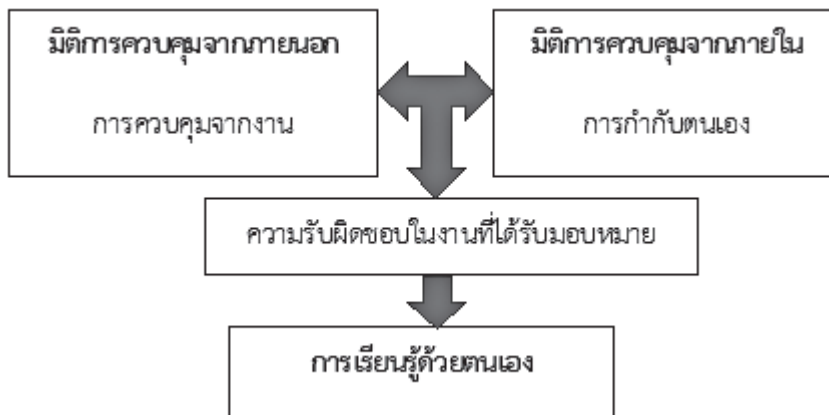 มิติการควบคุมจากภายนอก
การควบคุมจากงาน
มิติการควบคุมจากภายใน
การกำกับตนเอง
ความรับผิดชอบในงานที่ได้รับมอบหมาย
การเรียนรู้ด้วยตนเอง